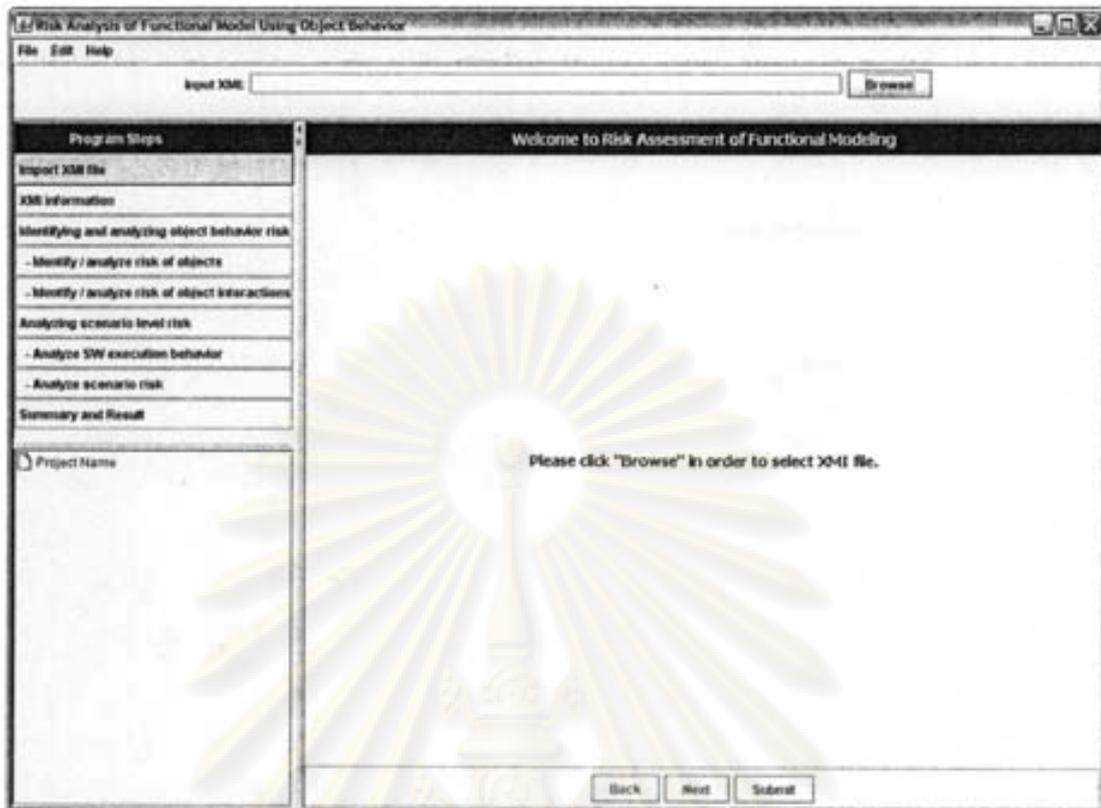 Risk Analysis of Functional Model Using Object Behavior
File Edit Help
Input XMI: Browse
Program Steps
Import XMI file
XMI information
Identifying and analyzing object behavior risk
- Identify / analyze risk of objects
- Identify / analyze risk of object interactions
Analyzing scenario level risk
- Analyze SW execution behavior
- Analyze scenario risk
Summary and Result
Project Name
Welcome to Risk Assessment of Functional Modeling
Please click "Browse" in order to select XMI file.
Back Next Submit